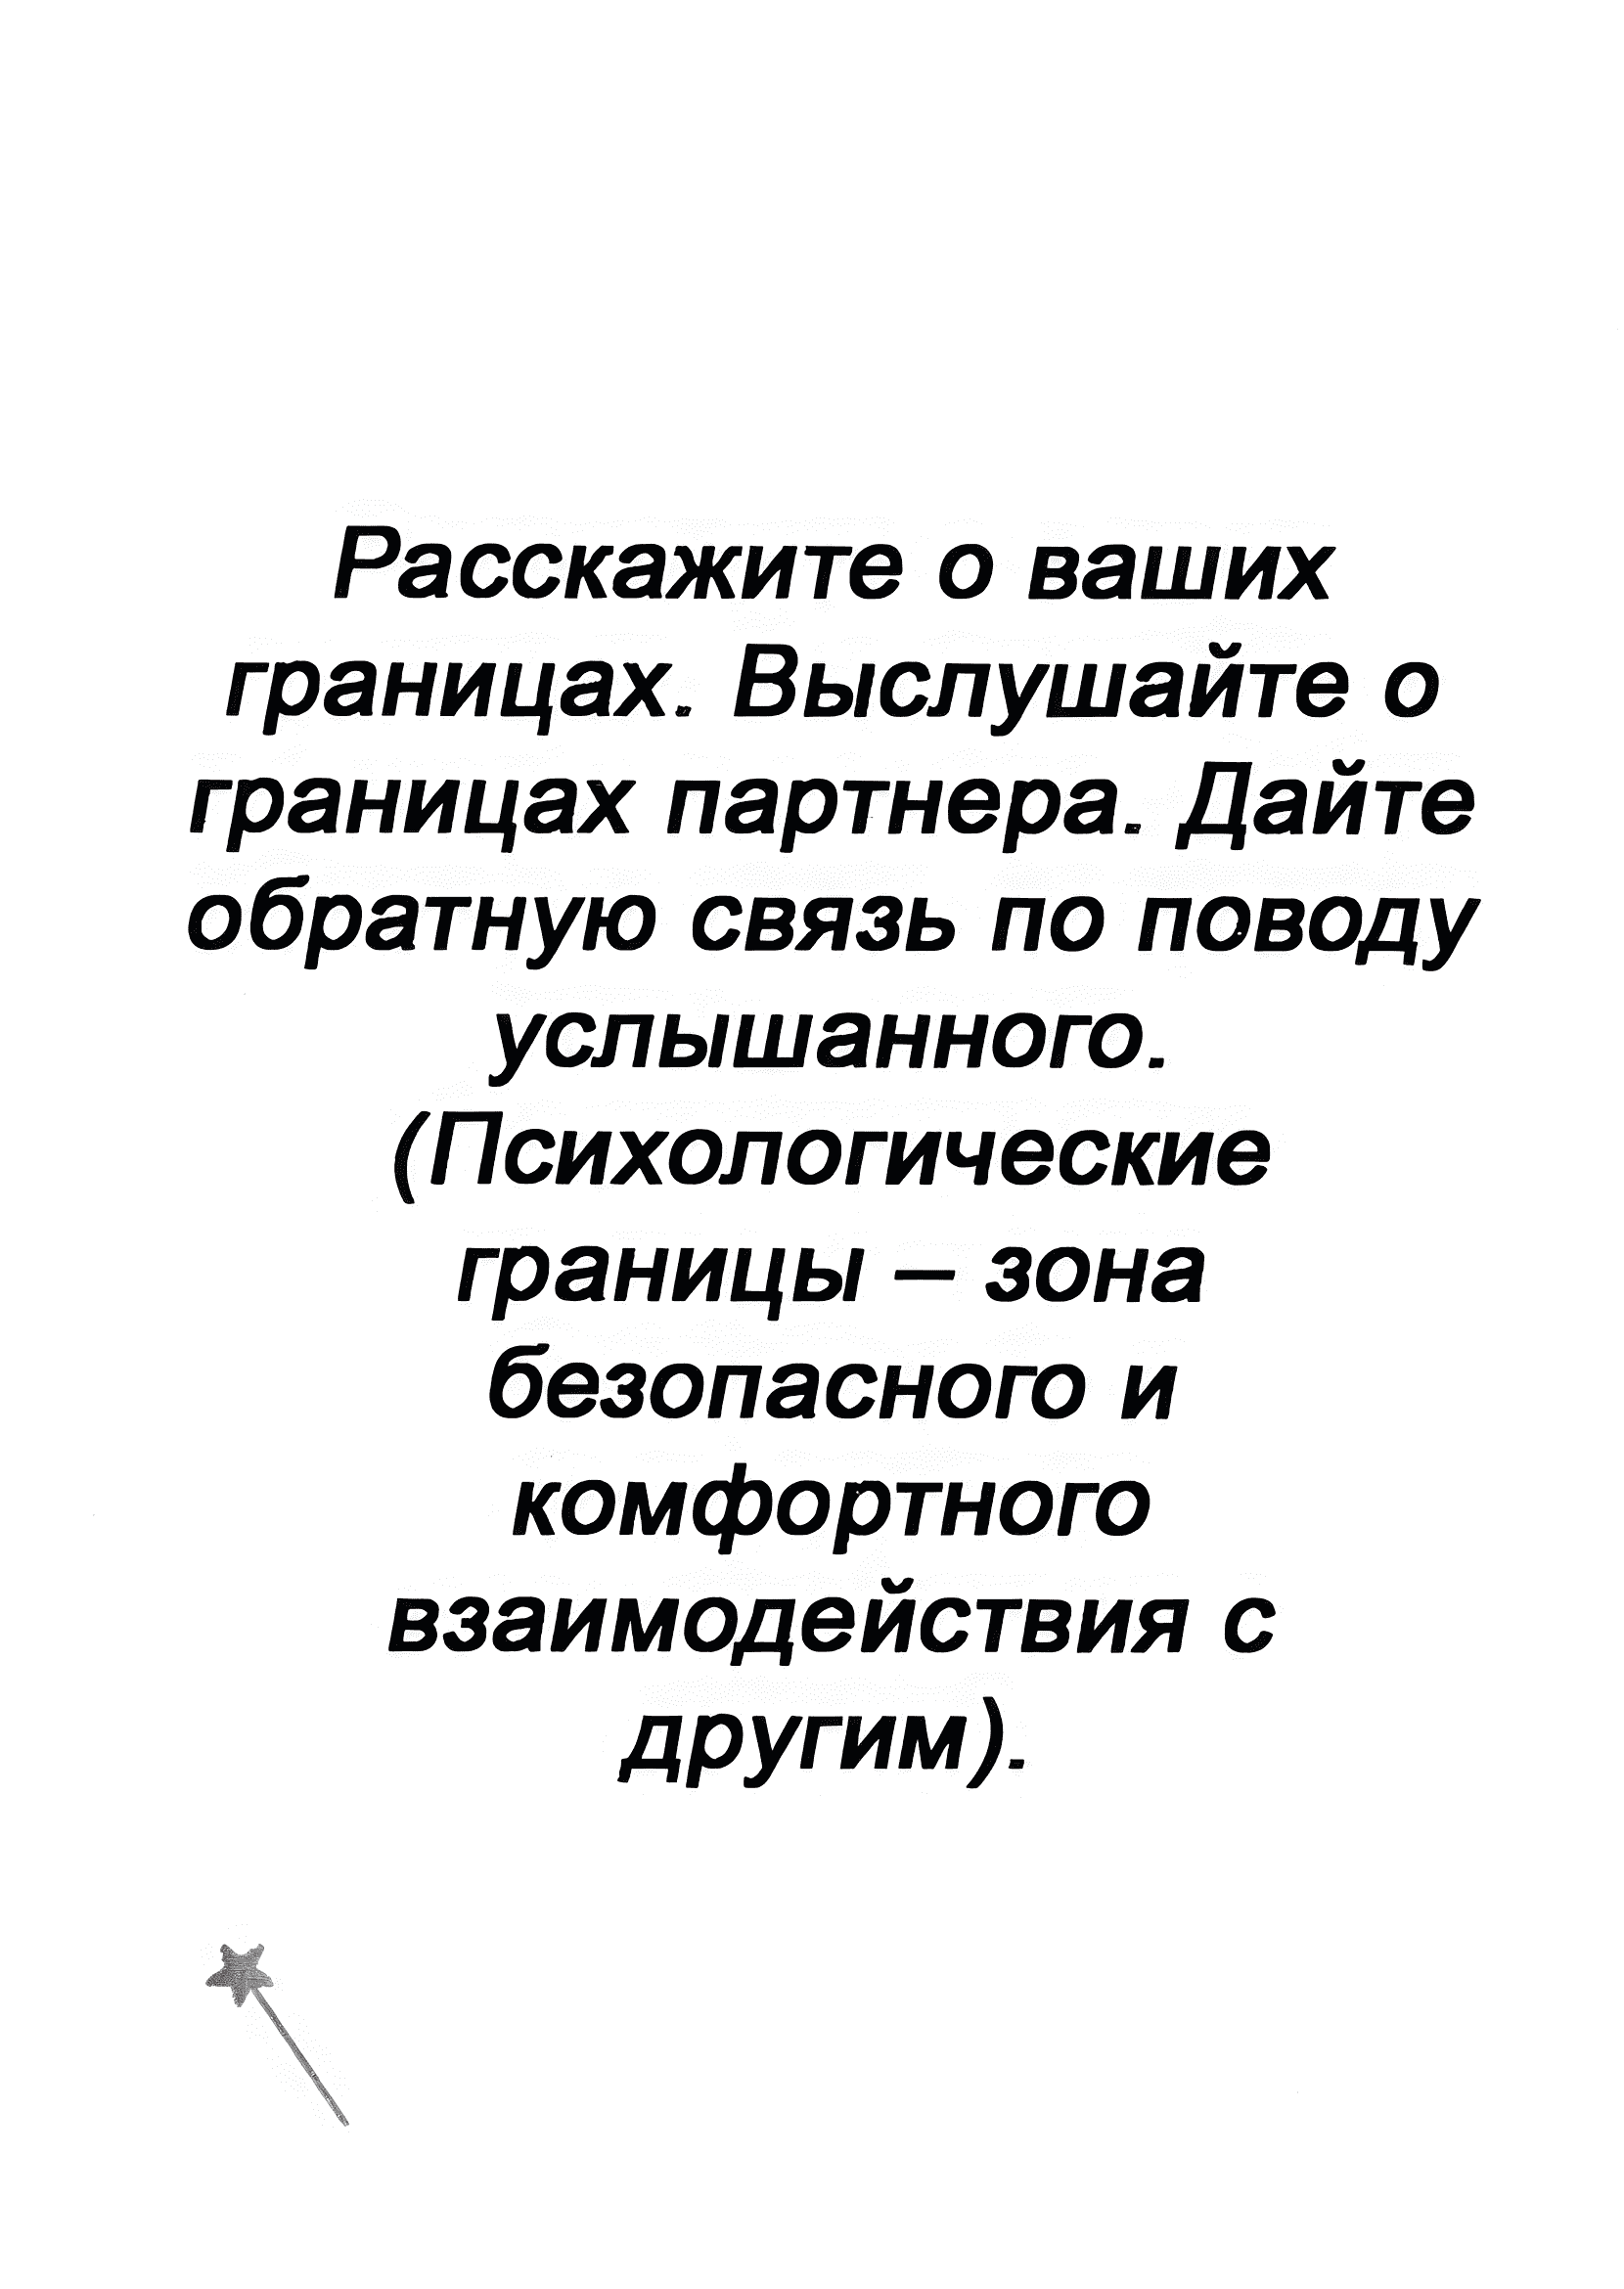 Расскажите о ваших
границах. Выслушайте о
границах партнера. Дайте
обратную связь по поводу
услышанного.
(Психологические
границы – зона
безопасного и
комфортного
взаимодействия с
другим).